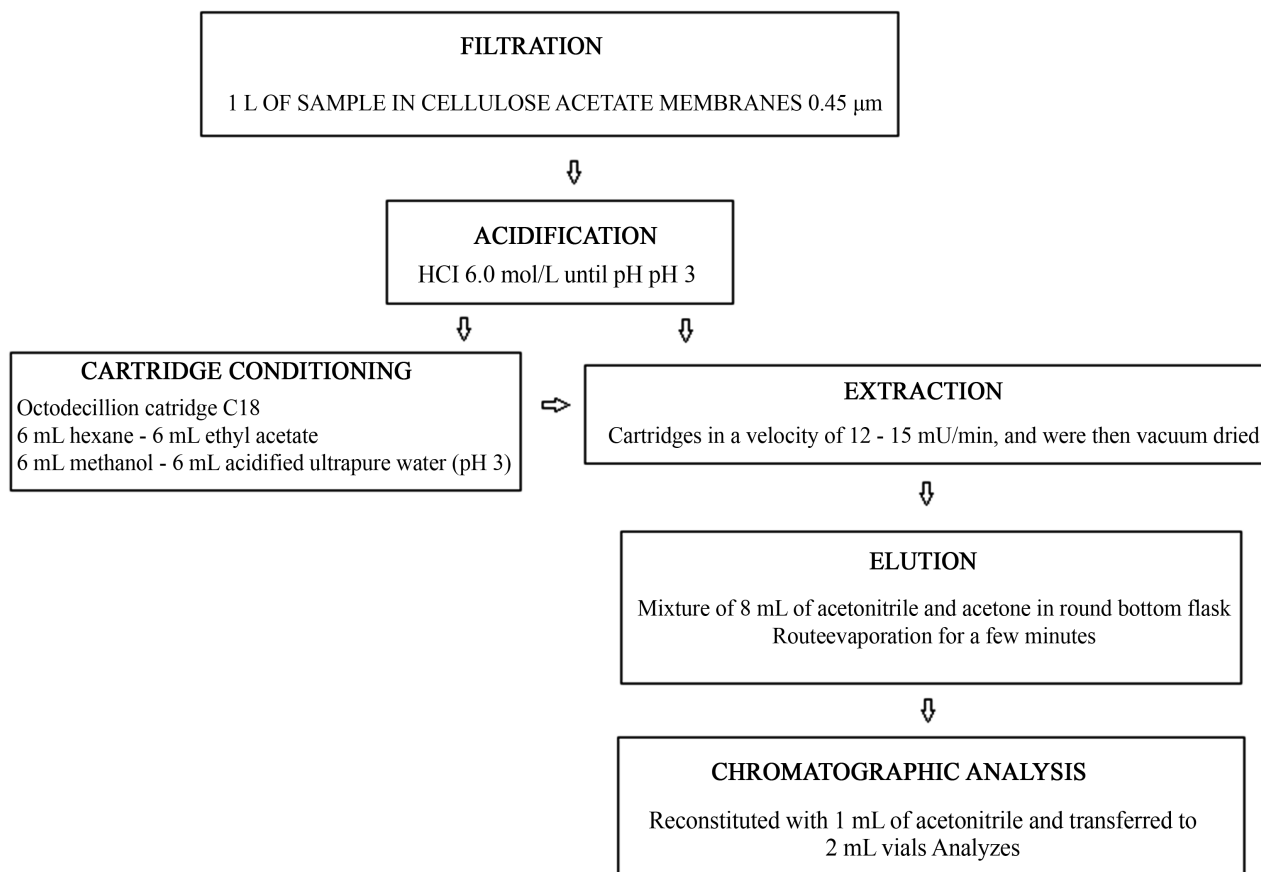 FILTRATION
1 L OF SAMPLE IN CELLULOSE ACETATE MEMBRANES 0.45 μm
ACIDIFICATION
HCI 6.0 mol/L until pH pH 3
CARTRIDGE CONDITIONING
Octodecillion catridge C18
6 mL hexane - 6 mL ethyl acetate
6 mL methanol - 6 mL acidified ultrapure water (pH 3)
EXTRACTION
Cartridges in a velocity of 12 - 15 mU/min, and were then vacuum dried
ELUTION
Mixture of 8 mL of acetonitrile and acetone in round bottom flask
Routeevaporation for a few minutes
CHROMATOGRAPHIC ANALYSIS
Reconstituted with 1 mL of acetonitrile and transferred to
2 mL vials Analyzes